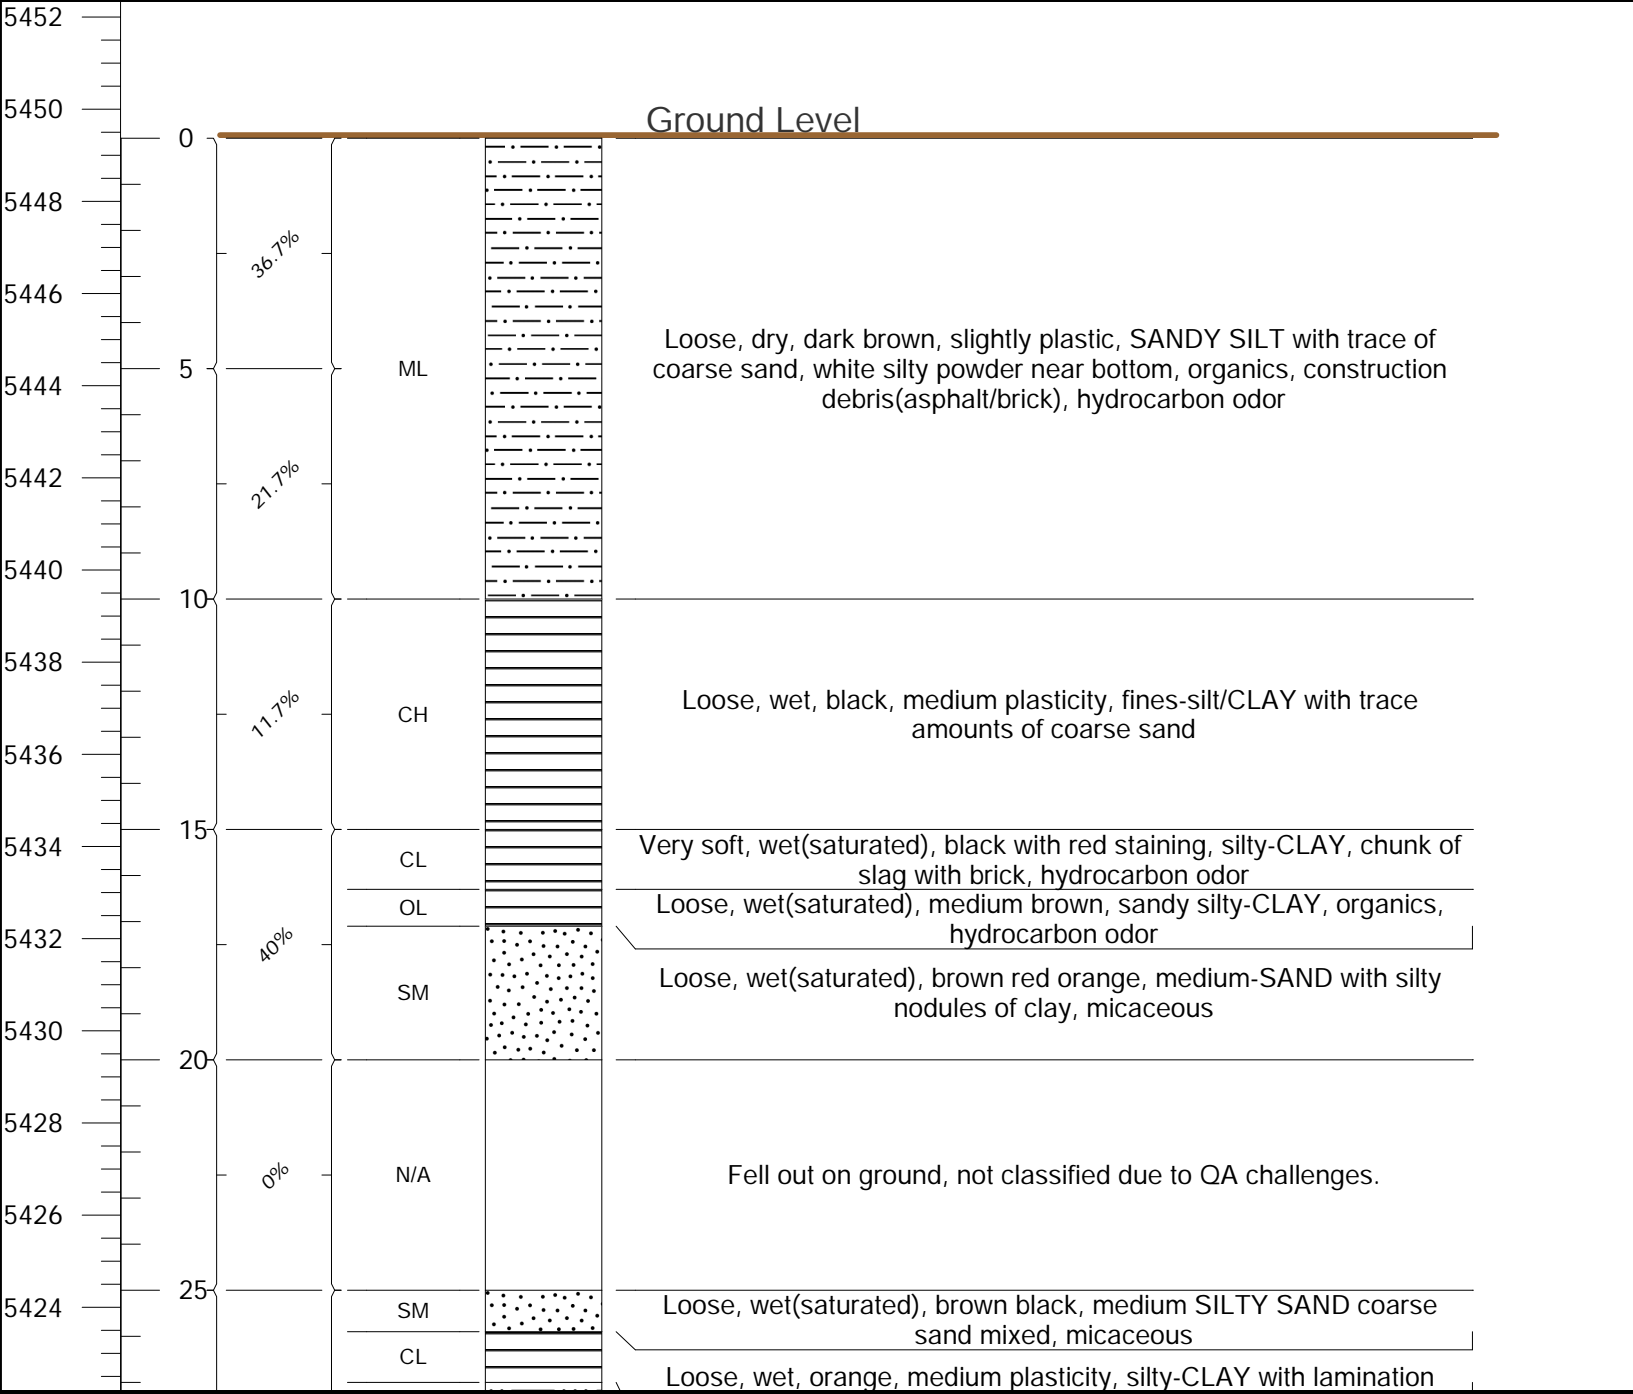 5452
5450
Ground Level
0
5448
36.7%
5446
Loose, dry, dark brown, slightly plastic, SANDY SILT with trace of
5 ML
coarse sand, white silty powder near bottom, organics, construction
5444
debris(asphalt/brick), hydrocarbon odor
5442
21.7%
5440
10
5438
11.7%
CH
Loose, wet, black, medium plasticity, fines-silt/CLAY with trace
amounts of coarse sand
5436
15
5434
CL
Very soft, wet(saturated), black with red staining, silty-CLAY, chunk of
slag with brick, hydrocarbon odor
OL
Loose, wet(saturated), medium brown, sandy silty-CLAY, organics,
hydrocarbon odor
5432
40%
SM
Loose, wet(saturated), brown red orange, medium-SAND with silty
nodules of clay, micaceous
5430
20
5428
0%
N/A
Fell out on ground, not classified due to QA challenges.
5426
25
5424
SM
Loose, wet(saturated), brown black, medium SILTY SAND coarse
sand mixed, micaceous
CL
Loose, wet, orange, medium plasticity, silty-CLAY with lamination